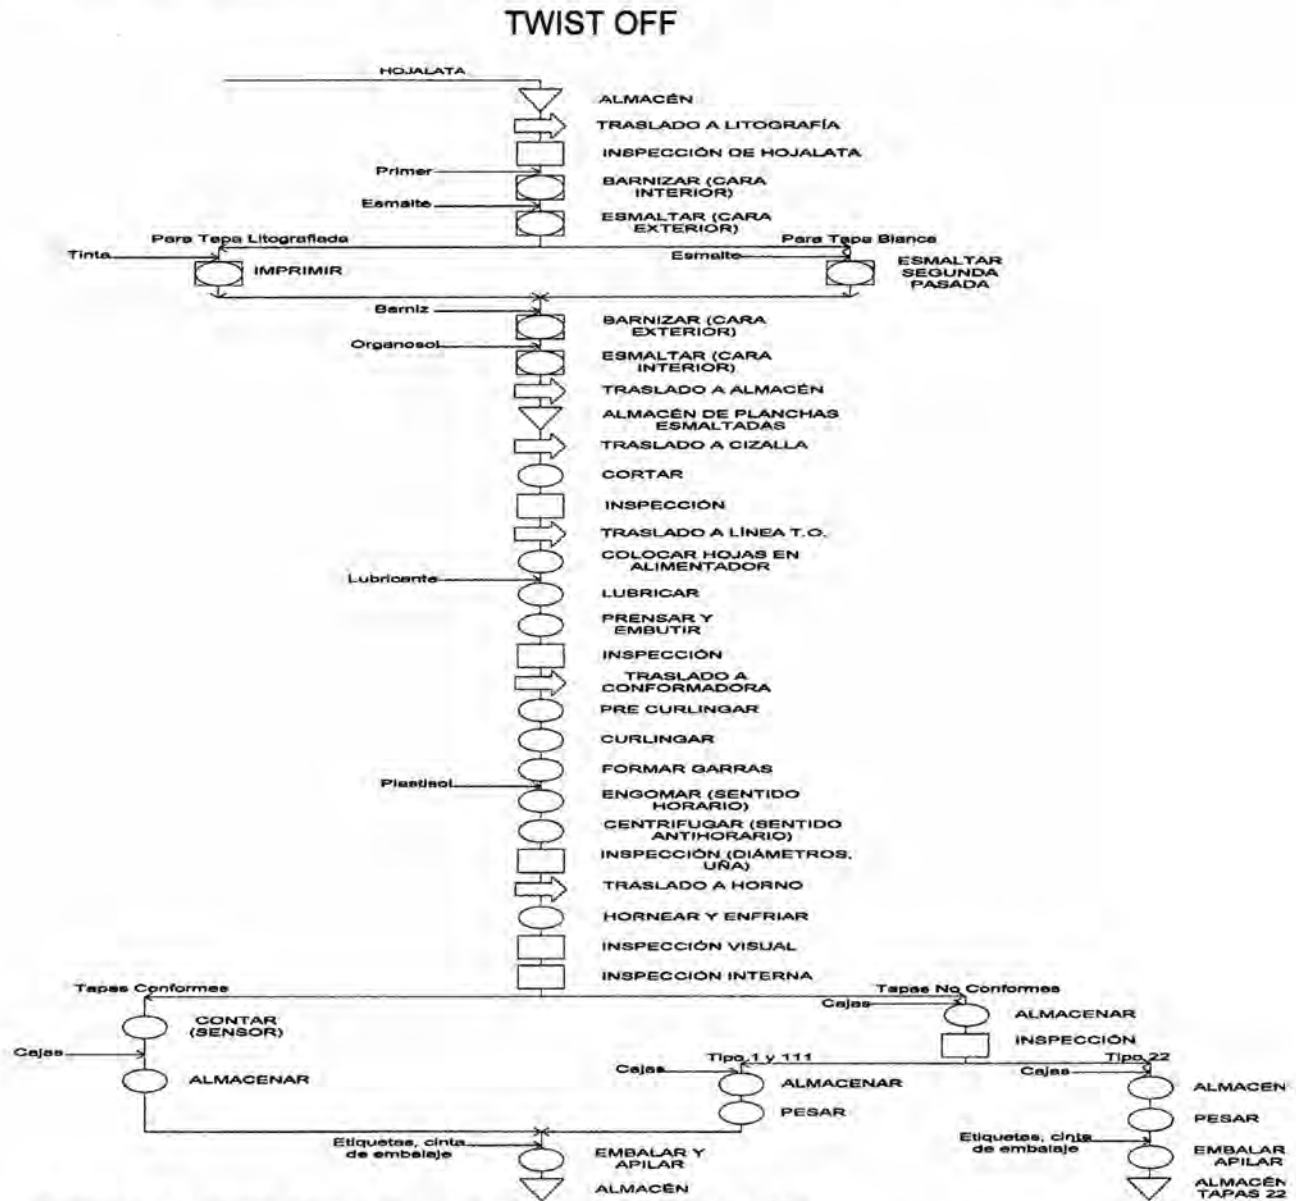 TWIST OFF
HOJALATA
ALMACÉN
TRASLADO A LITOGRAFÍA
INSPECCIÓN DE HOJALATA
Primer
BARNIZAR (CARA
INTERIOR)
Esmalte
ESMALTAR (CARA
EXTERIOR)
Para Tapa Litografiada
Para Tapa Blanca
Tinta
IMPRIMIR
Esmalte
ESMALTAR
SEGUNDA
PASADA
Barniz
BARNIZAR (CARA
EXTERIOR)
Organosol
ESMALTAR (CARA
INTERIOR)
TRASLADO A ALMACÉN
ALMACÉN DE PLANCHAS
ESMALTADAS
TRASLADO A CIZALLA
CORTAR
INSPECCIÓN
TRASLADO A LÍNEA T.O.
COLOCAR HOJAS EN
ALIMENTADOR
Lubricante
LUBRICAR
PRENSAR Y
EMBUTIR
INSPECCIÓN
TRASLADO A
CONFORMADORA
PRE CURLINGAR
CURLINGAR
FORMAR GARRAS
Plastisol
ENGOMAR (SENTIDO
HORARIO)
CENTRIFUGAR (SENTIDO
ANTIHORARIO)
INSPECCIÓN (DIÁMETROS,
UÑA)
TRASLADO A HORNO
HORNEAR Y ENFRIAR
INSPECCIÓN VISUAL
INSPECCIÓN INTERNA
Tapas Conformes
Tapas No Conformes
CONTAR
(SENSOR)
Cajas
ALMACENAR
Cajas
ALMACENAR
INSPECCIÓN
Tipo 1 y 111
Tipo 22
Cajas
ALMACENAR
PESAR
Cajas
ALMACÉN
PESAR
Etiquetas, cinta
de embalaje
EMBALAR Y
APILAR
ALMACÉN
Etiquetas, cinta
de embalaje
EMBALAR
APILAR
ALMACÉN
TAPAS 22